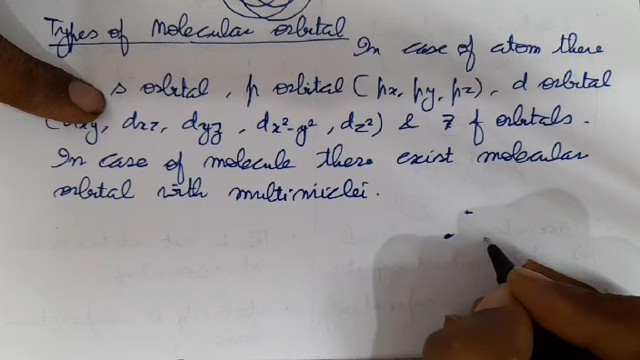 Types of Molecular orbital In case of atom there
s orbital, p orbital (px, py, pz), d orbital
dxz, dyz, dx²-y², dz²) & 7 f orbitals.
In case of molecule there exist molecular
orbital with multinuclei.